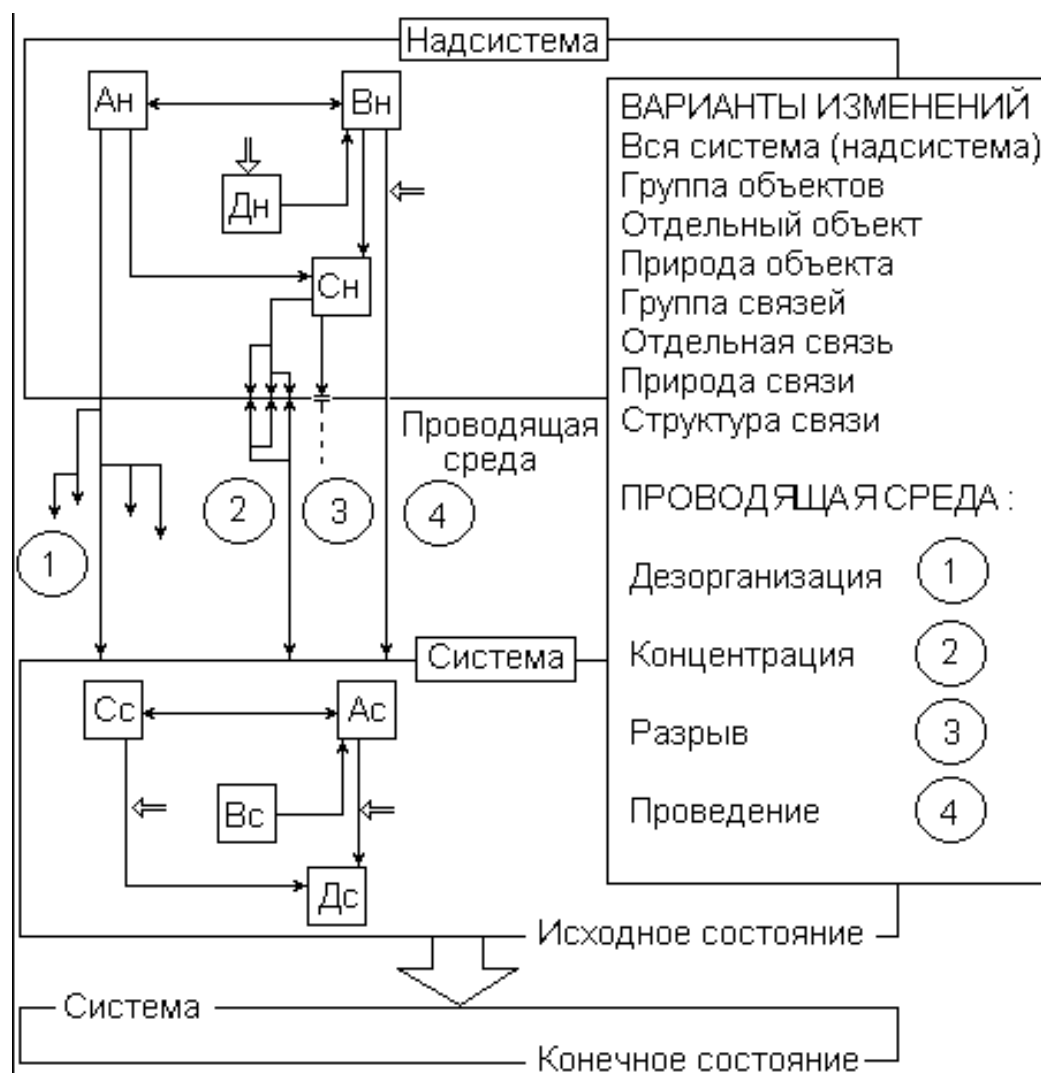 Надсистема
Ан
Вн
Дн
Сн
ВАРИАНТЫ ИЗМЕНЕНИЙ
Вся система (надсистема)
Группа объектов
Отдельный объект
Природа объекта
Группа связей
Отдельная связь
Природа связи
Структура связи
Проводящая
среда
1
2
3
4
ПРОВОДЯЩАЯ СРЕДА :
Дезорганизация 1
Концентрация 2
Разрыв 3
Проведение 4
Система
Сс
Ас
Вс
Дс
Исходное состояние
Система
Конечное состояние